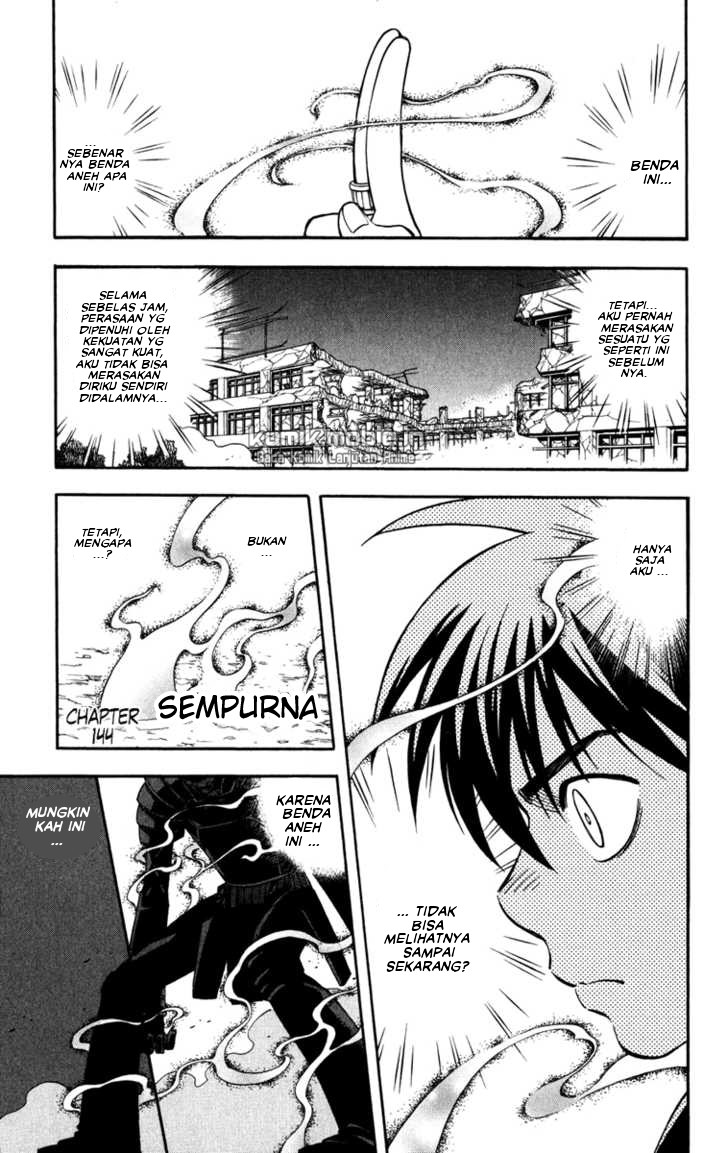 BENDA
INI...
...
SEBENAR
NYA BENDA
ANEH APA
INI?
TETAPI...
AKU PERNAH
MERASAKAN
SESUATU YG
SEPERTI INI
SEBELUM
NYA.
SELAMA
SEBELAS JAM,
PERASAAN YG
DIPENUHI OLEH
KEKUATAN YG
SANGAT KUAT,
AKU TIDAK BISA
MERASAKAN
DIRIKU SENDIRI
DIDALAMNYA...
HANYA
SAJA
AKU ...
BUKAN
...
TETAPI,
MENGAPA
...?
CHAPTER
144
SEMPURNA
... TIDAK
BISA
MELIHATNYA
SAMPAI
SEKARANG?
KARENA
BENDA
ANEH
INI ...
MUNGKIN
KAH INI
...